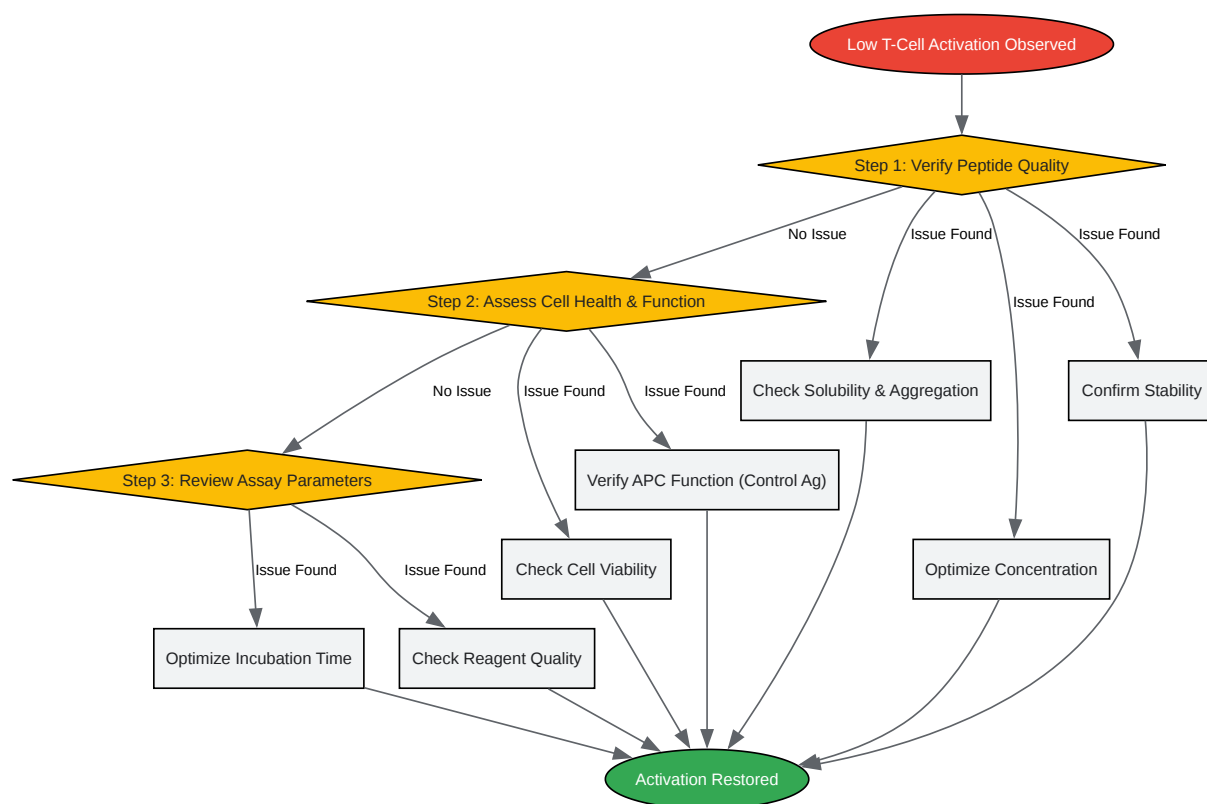 Low T-Cell Activation Observed
Step 1: Verify Peptide Quality
No Issue
Issue Found
Issue Found
Issue Found
Step 2: Assess Cell Health & Function
No Issue
Issue Found
Issue Found
Check Solubility & Aggregation
Confirm Stability
Step 3: Review Assay Parameters
Verify APC Function (Control Ag)
Issue Found
Issue Found
Check Cell Viability
Optimize Concentration
Optimize Incubation Time
Check Reagent Quality
Activation Restored